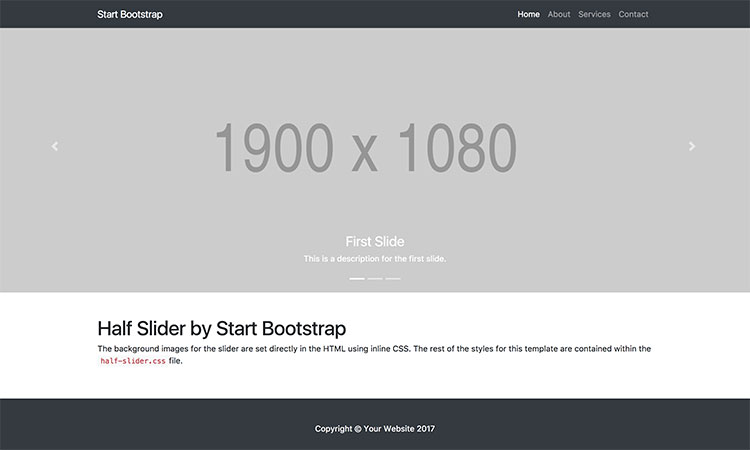 Start Bootstrap
Home About Services Contact
1900 x 1080
First Slide
This is a description for the first slide.
Half Slider by Start Bootstrap
The background images for the slider are set directly in the HTML using inline CSS. The rest of the styles for this template are contained within the
half-slider.css file.
Copyright © Your Website 2017